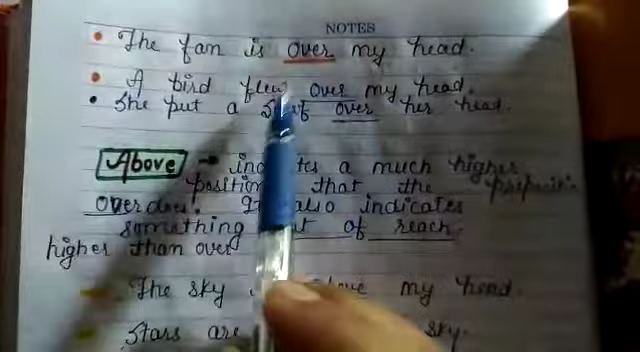 NOTES
• The fan is over my head.
• A bird flew over my head.
• She put a over her head.
Above → a much higher
position that the
over does. also indicates
something of reach
higher than over
The sky my head.
Stars are sky.